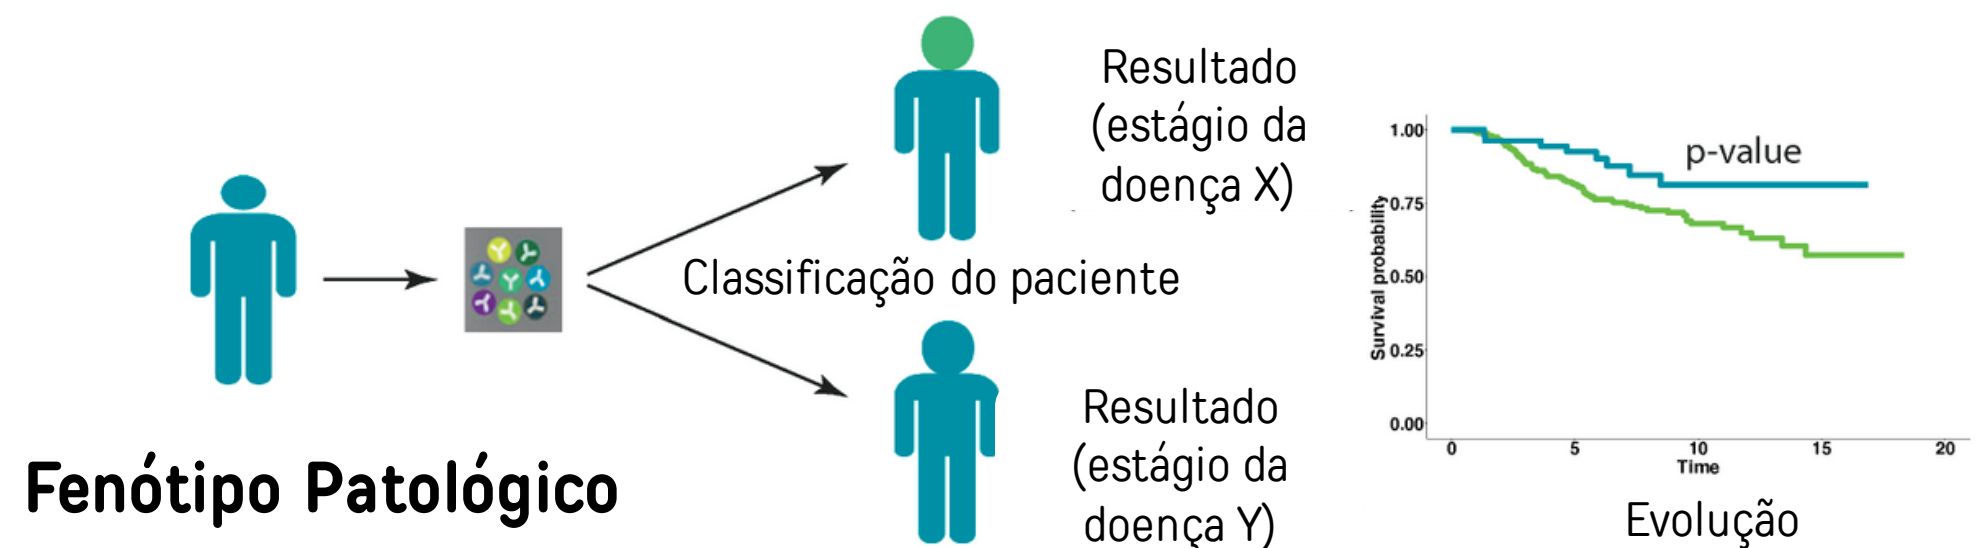 Fenótipo Patológico
Classificação do paciente
Resultado
(estágio da
doença X)
Resultado
(estágio da
doença Y)
p-value
Survival probability
1.00
0.75
0.50
0.25
0.00
0 5 10 15 20
Time
Evolução